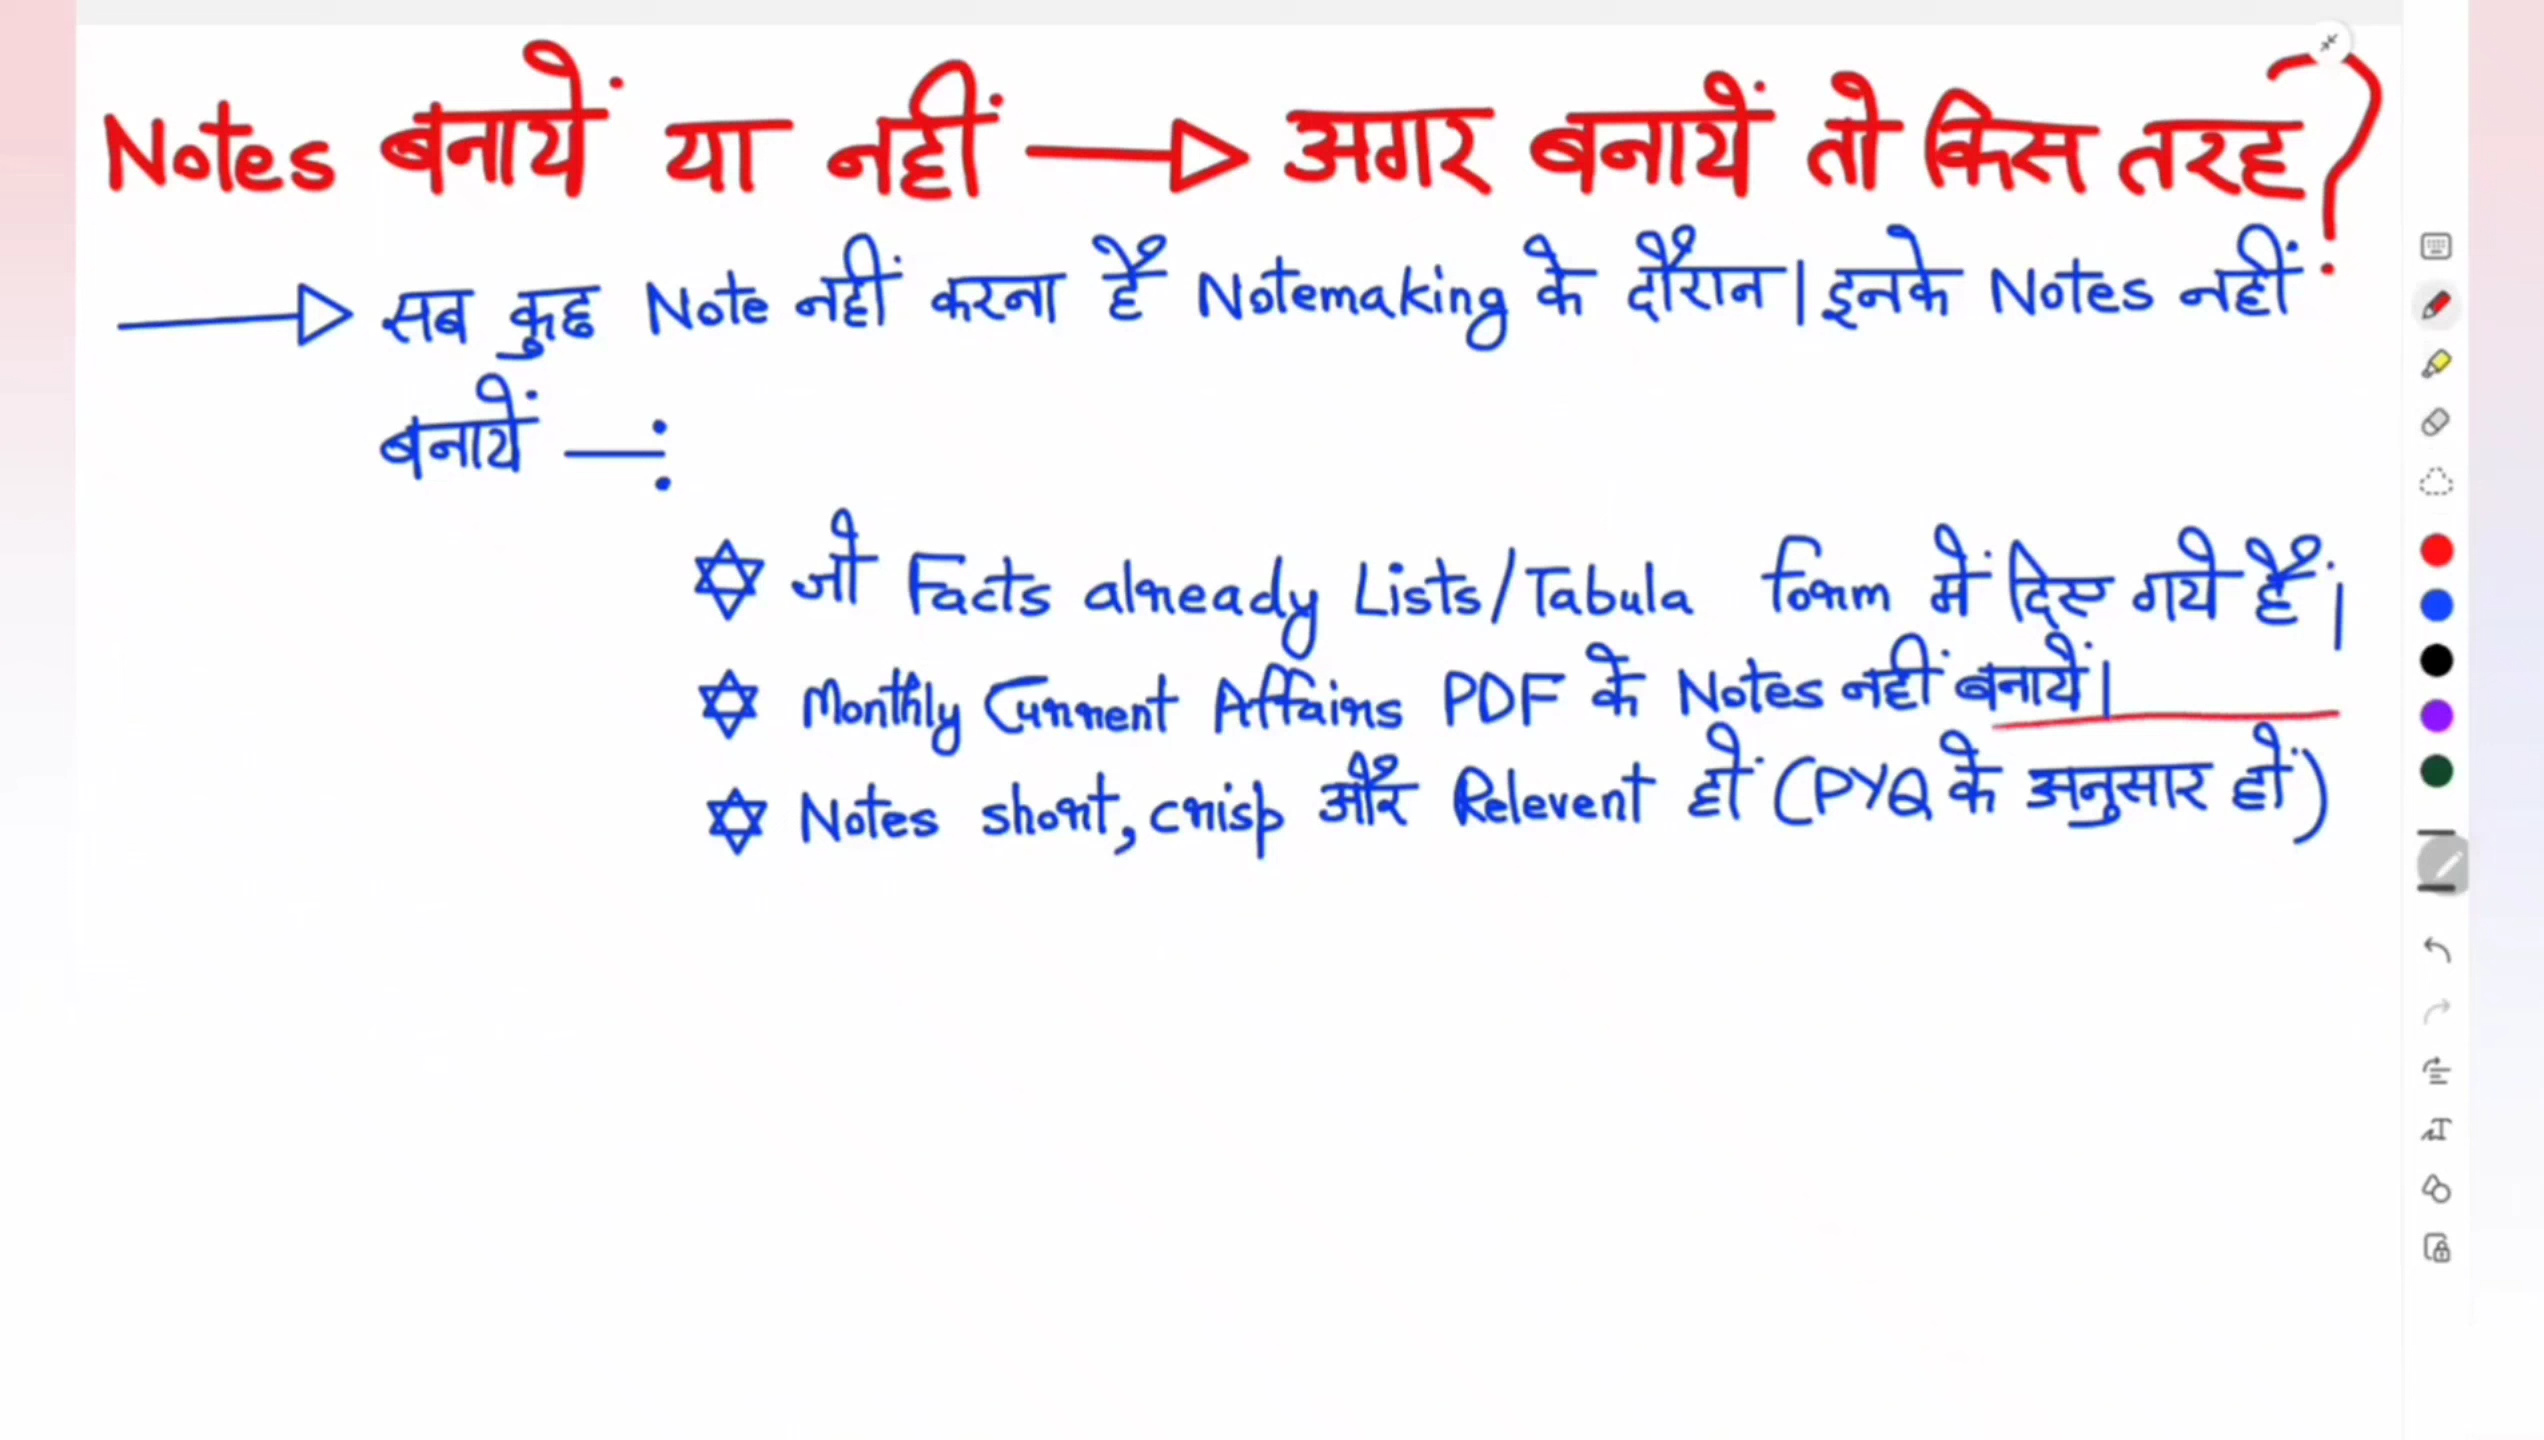 Notes बनायें या नहीं → अगर बनायें तो किस तरह ?
→ सब कुछ Note नहीं करना है Notemaking के दौरान। इनके Notes नहीं
बनायें —:
✡ जो Facts already Lists/Tabula form में दिए गये हैं।
✡ Monthly Current Affairs PDF के Notes नहीं बनायें।
✡ Notes short, crisp और Relevent हों (PYQ के अनुसार हों)